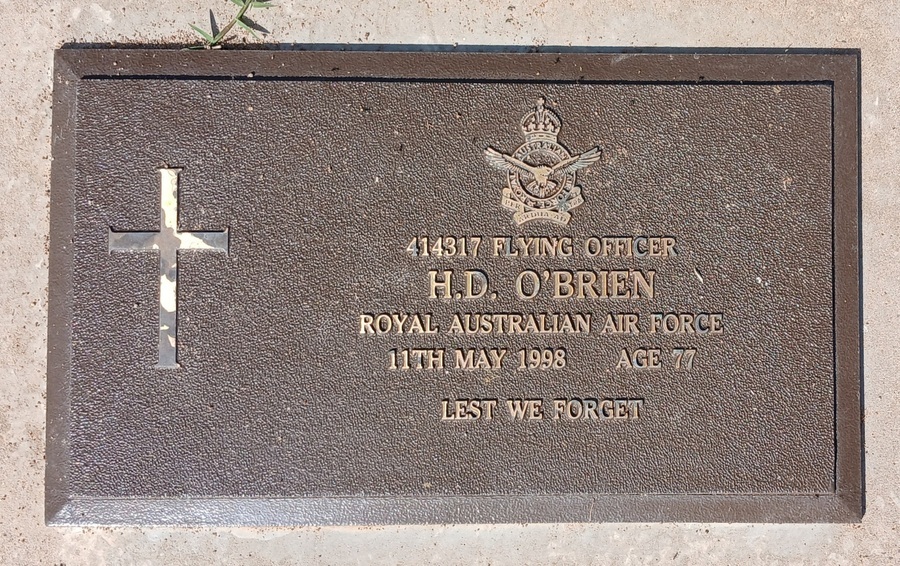 414317 FLYING OFFICER
H.D. O'BRIEN
ROYAL AUSTRALIAN AIR FORCE
11TH MAY 1998 AGE 77
LEST WE FORGET